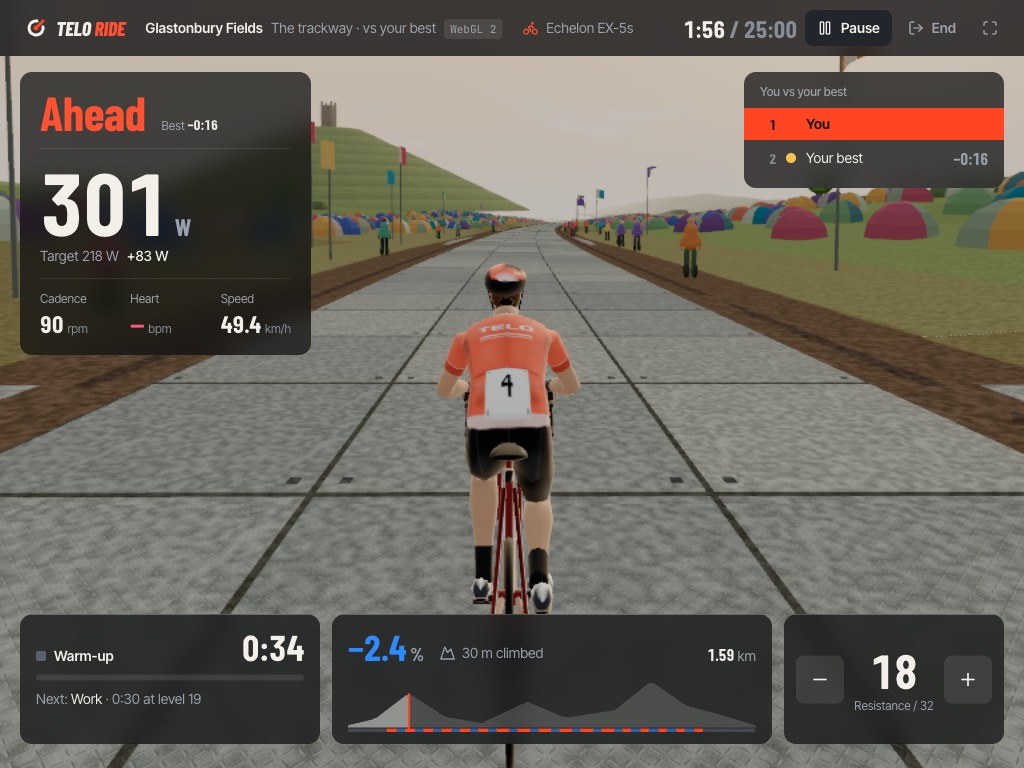 TELO RIDE
Glastonbury Fields The trackway · vs your best WebGL 2
Echelon EX-5s
1:56 / 25:00
Pause
End
Ahead Best −0:16
301 W
Target 218 W +83 W
Cadence Heart Speed
90 rpm — bpm 49.4 km/h
You vs your best
1 You
2 Your best −0:16
TELO
4
Warm-up 0:34
Next: Work · 0:30 at level 19
−2.4 % 30 m climbed 1.59 km
− 18 +
Resistance / 32